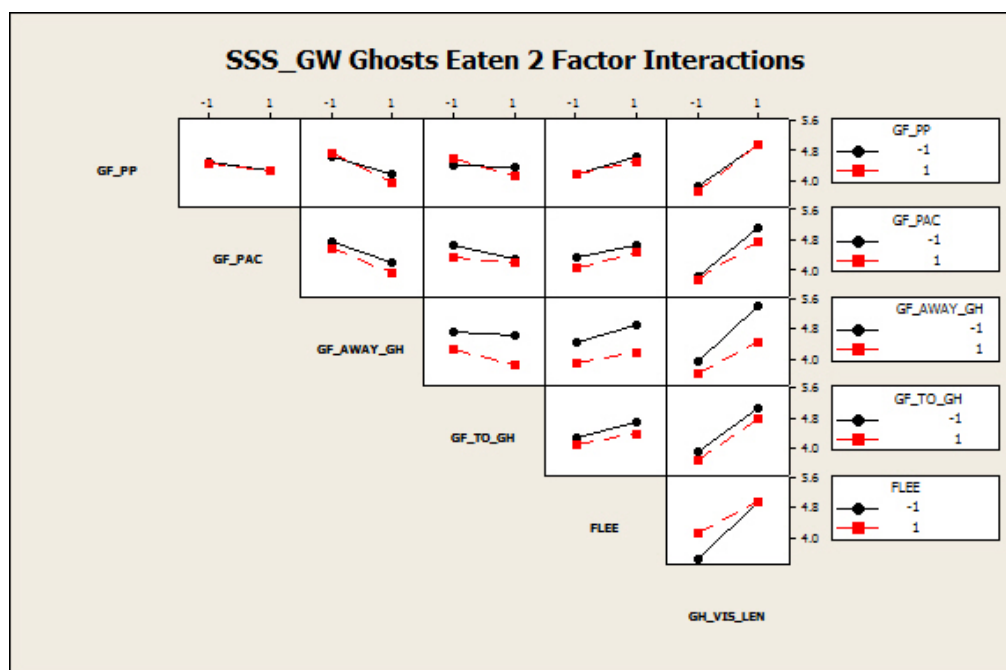 SSS_GW Ghosts Eaten 2 Factor Interactions
-1 1 -1 1 -1 1 -1 1 -1 1
GF_PP
5.6
4.8
4.0
GF_PP
-1
1
GF_PAC
5.6
4.8
4.0
GF_PAC
-1
1
GF_AWAY_GH
5.6
4.8
4.0
GF_AWAY_GH
-1
1
GF_TO_GH
5.6
4.8
4.0
GF_TO_GH
-1
1
FLEE
5.6
4.8
4.0
FLEE
-1
1
GH_VIS_LEN